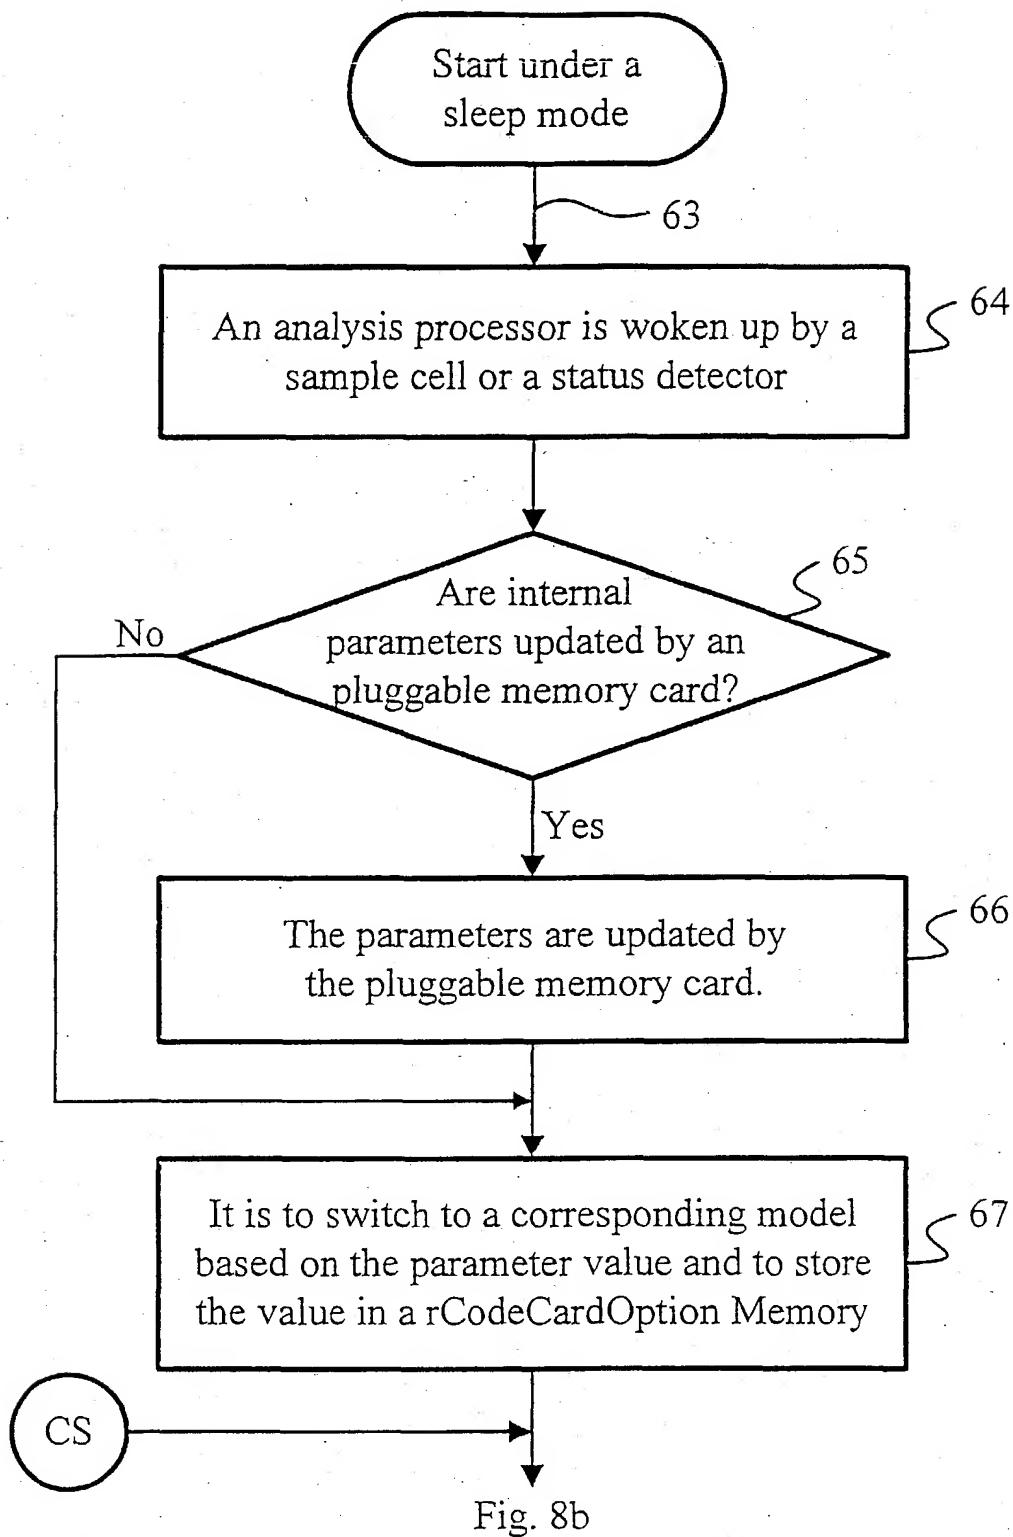 Start under a
sleep mode
63
An analysis processor is woken up by a
sample cell or a status detector
64
Are internal
parameters updated by an
pluggable memory card?
65
No
Yes
The parameters are updated by
the pluggable memory card.
66
It is to switch to a corresponding model
based on the parameter value and to store
the value in a rCodeCardOption Memory
67
CS
Fig. 8b